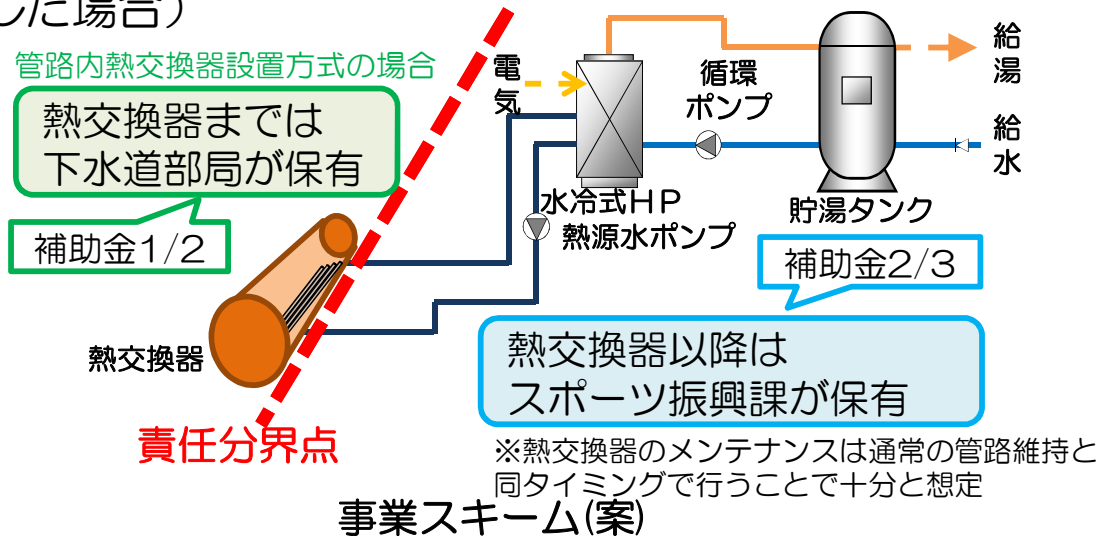 した場合）
管路内熱交換器設置方式の場合
熱交換器までは
下水道部局が保有
補助金1/2
熱交換器
責任分界点
電
気
水冷式ＨＰ
熱源水ポンプ
循環
ポンプ
貯湯タンク
給
湯
給
水
補助金2/3
熱交換器以降は
スポーツ振興課が保有
※熱交換器のメンテナンスは通常の管路維持と
同タイミングで行うことで十分と想定
事業スキーム(案)